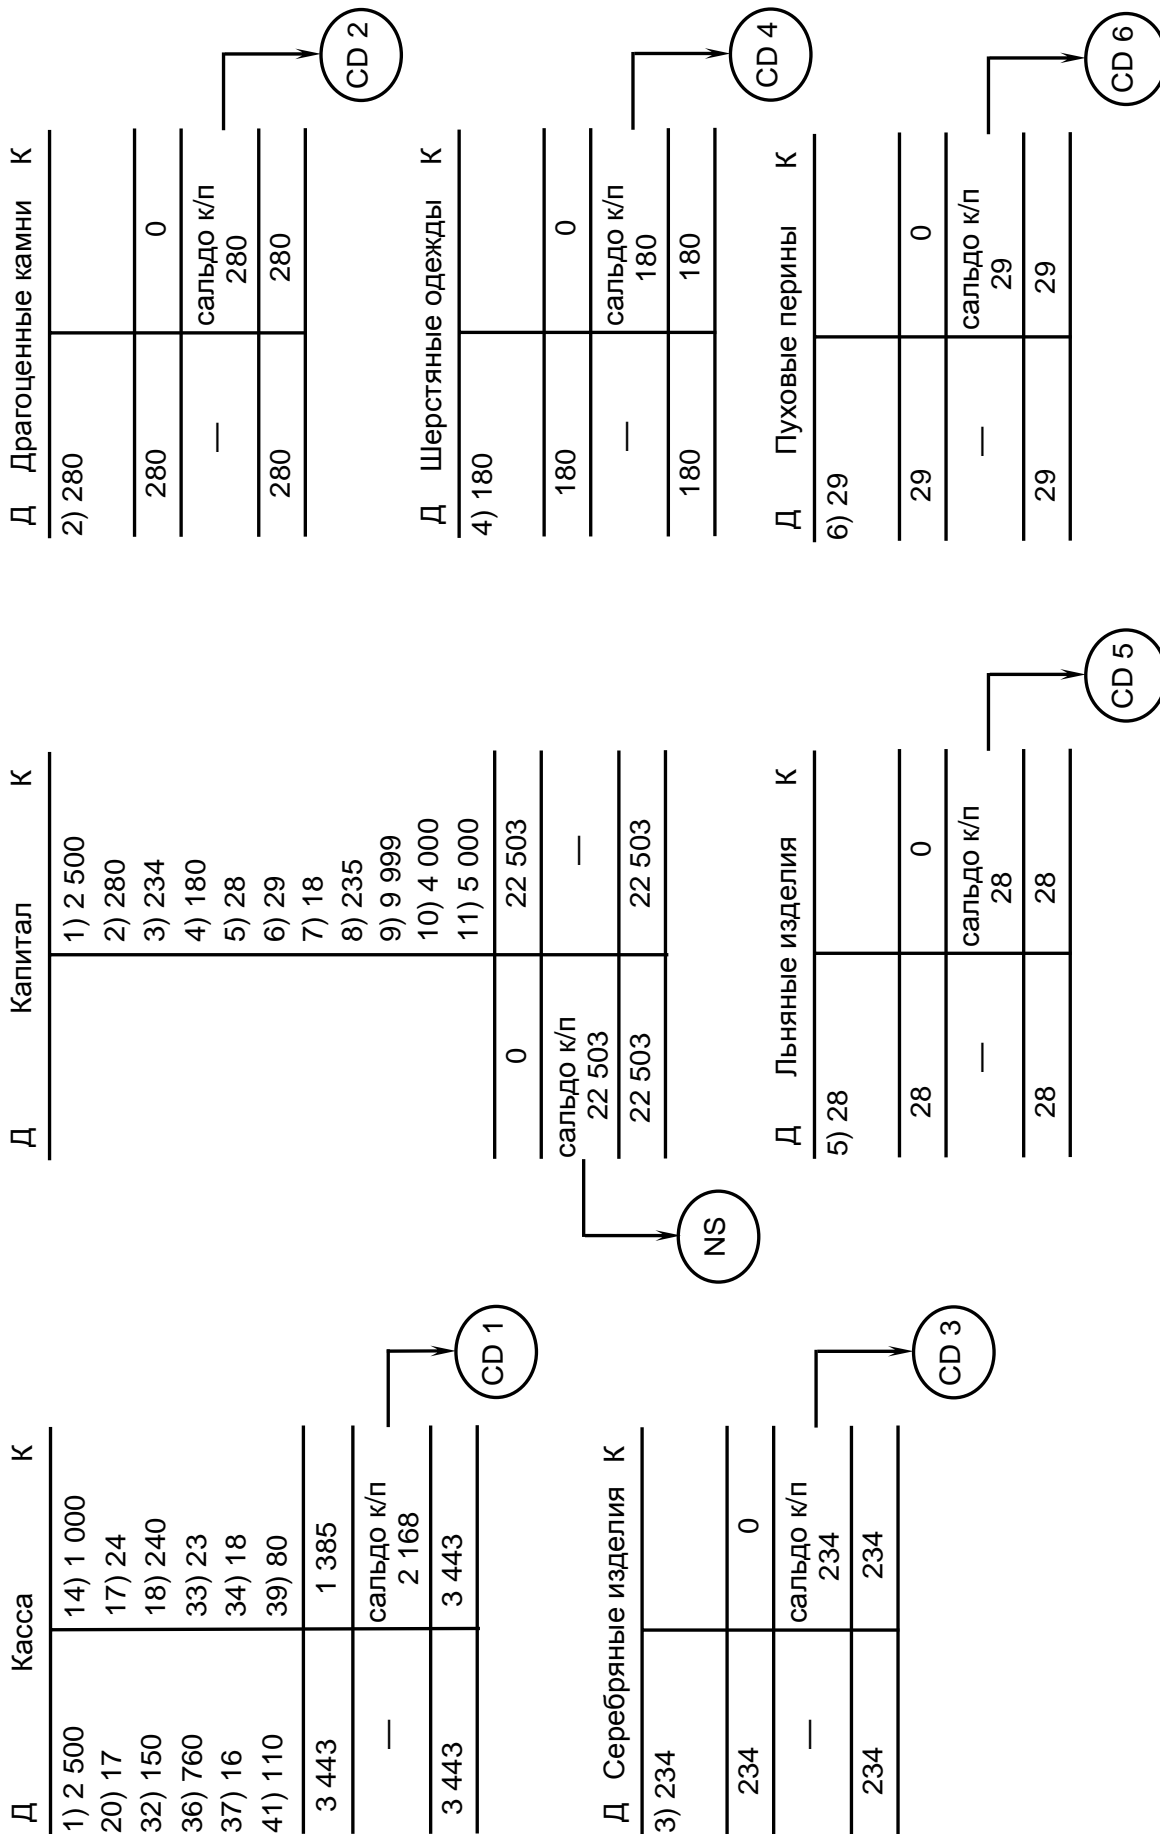 Д Касса К
1) 2 500 14) 1 000
20) 17 17) 24
32) 150 18) 240
36) 760 33) 23
37) 16 34) 18
41) 110 39) 80
3 443 1 385
— сальдо к/п
2 168
3 443 3 443
CD 1
Д Капитал К
1) 2 500
2) 280
3) 234
4) 180
5) 28
6) 29
7) 18
8) 235
9) 9 999
10) 4 000
11) 5 000
0 22 503
сальдо к/п —
22 503
22 503 22 503
NS
Д Драгоценные камни К
2) 280
280 0
— сальдо к/п
280
280 280
CD 2
Д Шерстяные одежды К
4) 180
180 0
— сальдо к/п
180
180 180
CD 4
Д Серебряные изделия К
3) 234
234 0
— сальдо к/п
234
234 234
CD 3
Д Льняные изделия К
5) 28
28 0
— сальдо к/п
28
28 28
CD 5
Д Пуховые перины К
6) 29
29 0
— сальдо к/п
29
29 29
CD 6